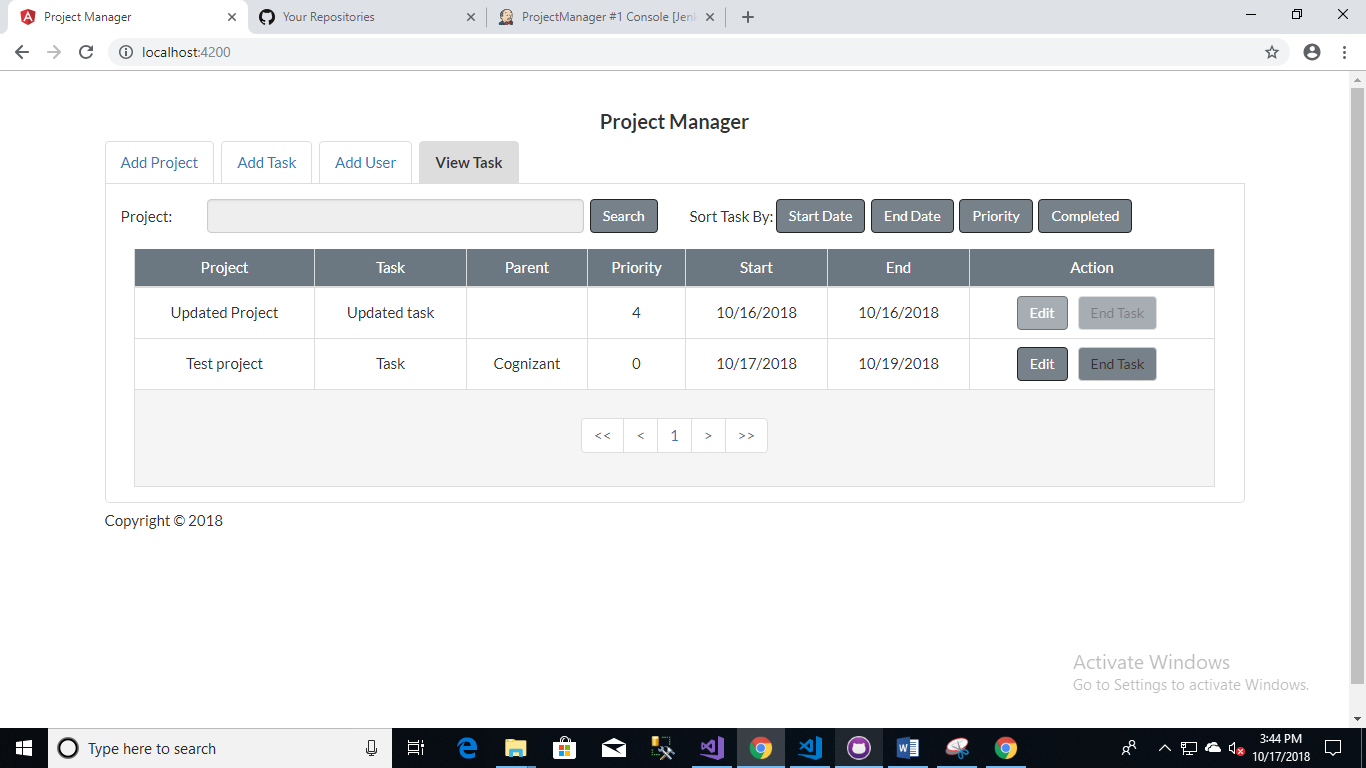 Project Manager
Your Repositories
ProjectManager #1 Console [Jen
localhost:4200
Project Manager
Add Project Add Task Add User View Task
Project: Search Sort Task By: Start Date End Date Priority Completed
Project Task Parent Priority Start End Action
Updated Project Updated task 4 10/16/2018 10/16/2018 Edit End Task
Test project Task Cognizant 0 10/17/2018 10/19/2018 Edit End Task
<< < 1 > >>
Copyright © 2018
Activate Windows
Go to Settings to activate Windows.
Type here to search
3:44 PM
10/17/2018